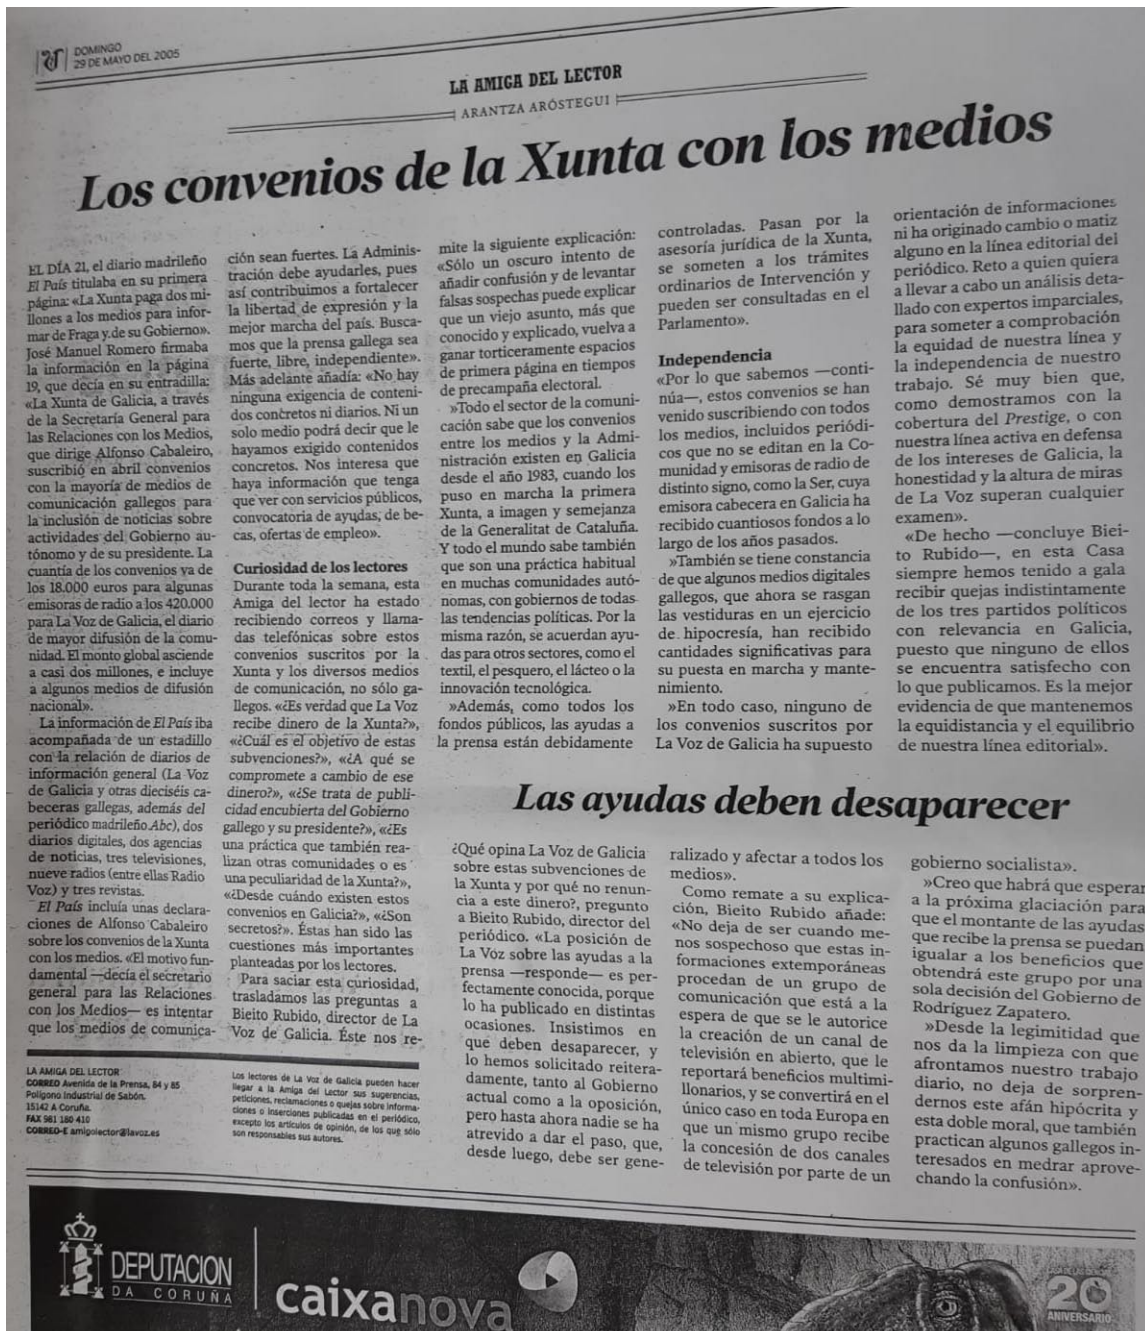 DOMINGO
29 DE MAYO DEL 2005
LA AMIGA DEL LECTOR
ARANTZA ARÓSTEGUI
Los convenios de la Xunta con los medios
EL DÍA 21, el diario madrileño
El País titulaba en su primera
página: «La Xunta paga dos mi-
llones a los medios para infor-
mar de Fraga y de su Gobierno».
José Manuel Romero firmaba
la información en la página
19, que decía en su entradilla:
«La Xunta de Galicia, a través
de la Secretaría General para
las Relaciones con los Medios,
que dirige Alfonso Cabaleiro,
suscribió en abril convenios
con la mayoría de medios de
comunicación gallegos para
la inclusión de noticias sobre
actividades del Gobierno au-
tónomo y de su presidente. La
cuantía de los convenios va de
los 18.000 euros para algunas
emisoras de radio a los 420.000
para La Voz de Galicia, el diario
de mayor difusión de la comu-
nidad. El monto global asciende
a casi dos millones, e incluye
a algunos medios de difusión
nacional».
La información de El País iba
acompañada de un estadillo
con la relación de diarios de
información general (La Voz
de Galicia y otras dieciséis ca-
beceras gallegas, además del
periódico madrileño Abc), dos
diarios digitales, dos agencias
de noticias, tres televisiones,
nueve radios (entre ellas Radio
Voz) y tres revistas.
El País incluía unas declara-
ciones de Alfonso Cabaleiro
sobre los convenios de la Xunta
con los medios. «El motivo fun-
damental —decía el secretario
general para las Relaciones
con los Medios— es intentar
que los medios de comunica-
ción sean fuertes. La Adminis-
tración debe ayudarles, pues
así contribuimos a fortalecer
la libertad de expresión y la
mejor marcha del país. Busca-
mos que la prensa gallega sea
fuerte, libre, independiente».
Más adelante añadía: «No hay
ninguna exigencia de conteni-
dos concretos ni diarios. Ni un
solo medio podrá decir que le
hayamos exigido contenidos
concretos. Nos interesa que
haya información que tenga
que ver con servicios públicos,
convocatoria de ayudas, de be-
cas, ofertas de empleo».
Curiosidad de los lectores
Durante toda la semana, esta
Amiga del lector ha estado
recibiendo correos y llama-
das telefónicas sobre estos
convenios suscritos por la
Xunta y los diversos medios
de comunicación, no sólo ga-
llegos. «¿Es verdad que La Voz
recibe dinero de la Xunta?»,
«¿Cuál es el objetivo de estas
subvenciones?», «¿A qué se
compromete a cambio de ese
dinero?», «¿Se trata de publi-
cidad encubierta del Gobierno
gallego y su presidente?», «¿Es
una práctica que también rea-
lizan otras comunidades o es
una peculiaridad de la Xunta?»,
«¿Desde cuándo existen estos
convenios en Galicia?», «¿Son
secretos?». Éstas han sido las
cuestiones más importantes
planteadas por los lectores.
Para saciar esta curiosidad,
trasladamos las preguntas a
Bieito Rubido, director de La
Voz de Galicia. Éste nos re-
mite la siguiente explicación:
«Sólo un oscuro intento de
añadir confusión y de levantar
falsas sospechas puede explicar
que un viejo asunto, más que
conocido y explicado, vuelva a
ganar torticeramente espacios
de primera página en tiempos
de precampaña electoral.
»Todo el sector de la comuni-
cación sabe que los convenios
entre los medios y la Admi-
nistración existen en Galicia
desde el año 1983, cuando los
puso en marcha la primera
Xunta, a imagen y semejanza
de la Generalitat de Cataluña.
Y todo el mundo sabe también
que son una práctica habitual
en muchas comunidades autó-
nomas, con gobiernos de todas
las tendencias políticas. Por la
misma razón, se acuerdan ayu-
das para otros sectores, como el
textil, el pesquero, el lácteo o la
innovación tecnológica.
»Además, como todos los
fondos públicos, las ayudas a
la prensa están debidamente
controladas. Pasan por la
asesoría jurídica de la Xunta,
se someten a los trámites
ordinarios de Intervención y
pueden ser consultadas en el
Parlamento».
Independencia
«Por lo que sabemos —conti-
núa—, estos convenios se han
venido suscribiendo con todos
los medios, incluidos periódi-
cos que no se editan en la Co-
munidad y emisoras de radio de
distinto signo, como la Ser, cuya
emisora cabecera en Galicia ha
recibido cuantiosos fondos a lo
largo de los años pasados.
»También se tiene constancia
de que algunos medios digitales
gallegos, que ahora se rasgan
las vestiduras en un ejercicio
de hipocresía, han recibido
cantidades significativas para
su puesta en marcha y mante-
nimiento.
»En todo caso, ninguno de
los convenios suscritos por
La Voz de Galicia ha supuesto
orientación de informaciones
ni ha originado cambio o matiz
alguno en la línea editorial del
periódico. Reto a quien quiera
a llevar a cabo un análisis deta-
llado con expertos imparciales,
para someter a comprobación
la equidad de nuestra línea y
la independencia de nuestro
trabajo. Sé muy bien que,
como demostramos con la
cobertura del Prestige, o con
nuestra línea activa en defensa
de los intereses de Galicia, la
honestidad y la altura de miras
de La Voz superan cualquier
examen».
«De hecho —concluye Biei-
to Rubido—, en esta Casa
siempre hemos tenido a gala
recibir quejas indistintamente
de los tres partidos políticos
con relevancia en Galicia,
puesto que ninguno de ellos
se encuentra satisfecho con
lo que publicamos. Es la mejor
evidencia de que mantenemos
la equidistancia y el equilibrio
de nuestra línea editorial».
Las ayudas deben desaparecer
¿Qué opina La Voz de Galicia
sobre estas subvenciones de
la Xunta y por qué no renun-
cia a este dinero?, pregunto
a Bieito Rubido, director del
periódico. «La posición de
La Voz sobre las ayudas a la
prensa —responde— es per-
fectamente conocida, porque
lo ha publicado en distintas
ocasiones. Insistimos en
que deben desaparecer, y
lo hemos solicitado reitera-
damente, tanto al Gobierno
actual como a la oposición,
pero hasta ahora nadie se ha
atrevido a dar el paso, que,
desde luego, debe ser gene-
ralizado y afectar a todos los
medios».
Como remate a su explica-
ción, Bieito Rubido añade:
«No deja de ser cuando me-
nos sospechoso que estas in-
formaciones extemporáneas
procedan de un grupo de
comunicación que está a la
espera de que se le autorice
la creación de un canal de
televisión en abierto, que le
reportará beneficios multimi-
llonarios, y se convertirá en el
único caso en toda Europa en
que un mismo grupo recibe
la concesión de dos canales
de televisión por parte de un
gobierno socialista».
»Creo que habrá que esperar
a la próxima glaciación para
que el montante de las ayudas
que recibe la prensa se puedan
igualar a los beneficios que
obtendrá este grupo por una
sola decisión del Gobierno de
Rodríguez Zapatero.
»Desde la legitimidad que
nos da la limpieza con que
afrontamos nuestro trabajo
diario, no deja de sorpren-
dernos este afán hipócrita y
esta doble moral, que también
practican algunos gallegos in-
teresados en medrar aprove-
chando la confusión».
LA AMIGA DEL LECTOR
CORREO Avenida de la Prensa, 84 y 85
Polígono Industrial de Sabón.
15142 A Coruña.
FAX 981 180 410
CORREO-E amigolector@lavoz.es
Los lectores de La Voz de Galicia pueden hacer
llegar a la Amiga del Lector sus sugerencias,
peticiones, reclamaciones o quejas sobre informa-
ciones o inserciones publicadas en el periódico,
excepto los artículos de opinión, de los que sólo
son responsables sus autores.
DEPUTACION
DA CORUÑA
caixanova
20
ANIVERSARIO